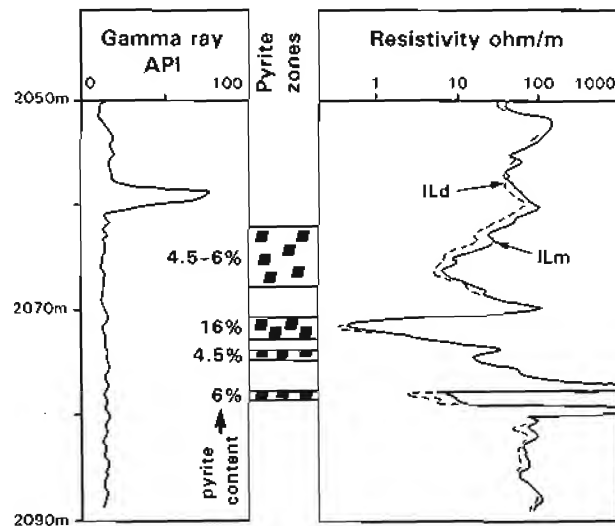 Gamma ray
API
0 100
Pyrite
zones
Resistivity ohm/m
1 10 100 1000
2050m
ILd
ILm
4.5-6%
2070m
16%
4.5%
6%
pyrite
content
2090m